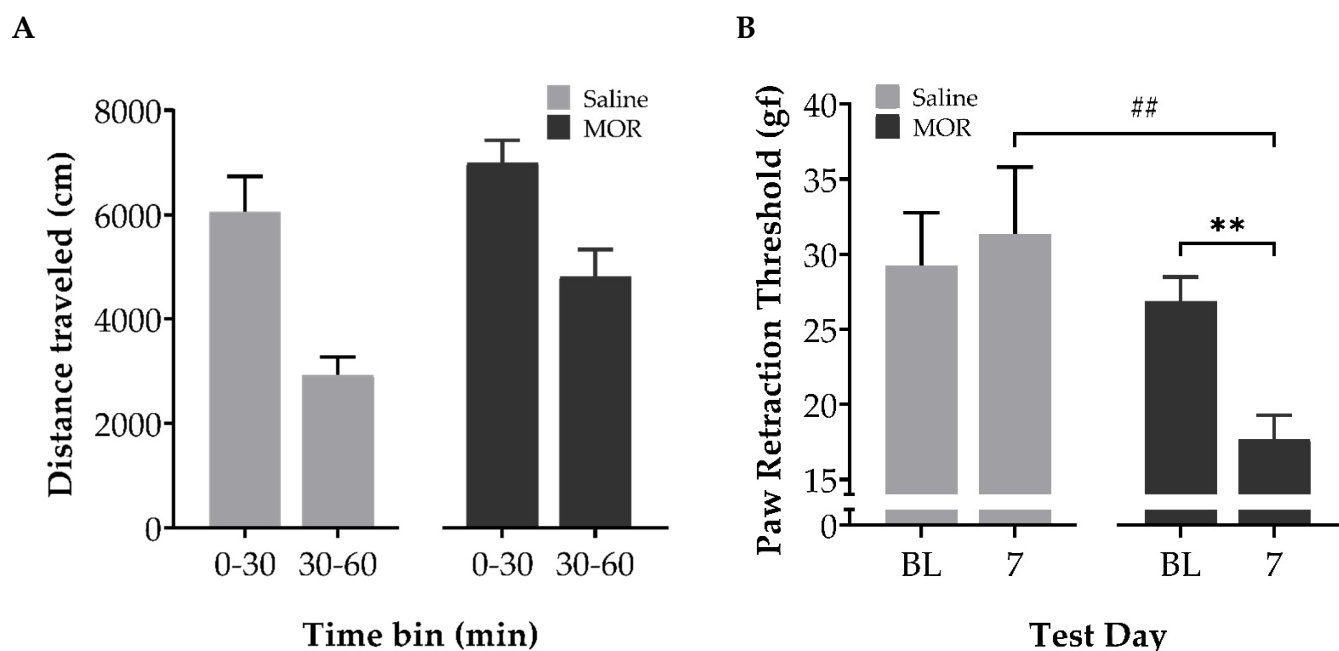 A
Saline
MOR
Distance traveled (cm)
8000
6000
4000
2000
0
0-30 30-60 0-30 30-60
Time bin (min)
B
Saline
MOR
Paw Retraction Threshold (gf)
40
35
30
25
20
15
0
##
**
BL 7 BL 7
Test Day